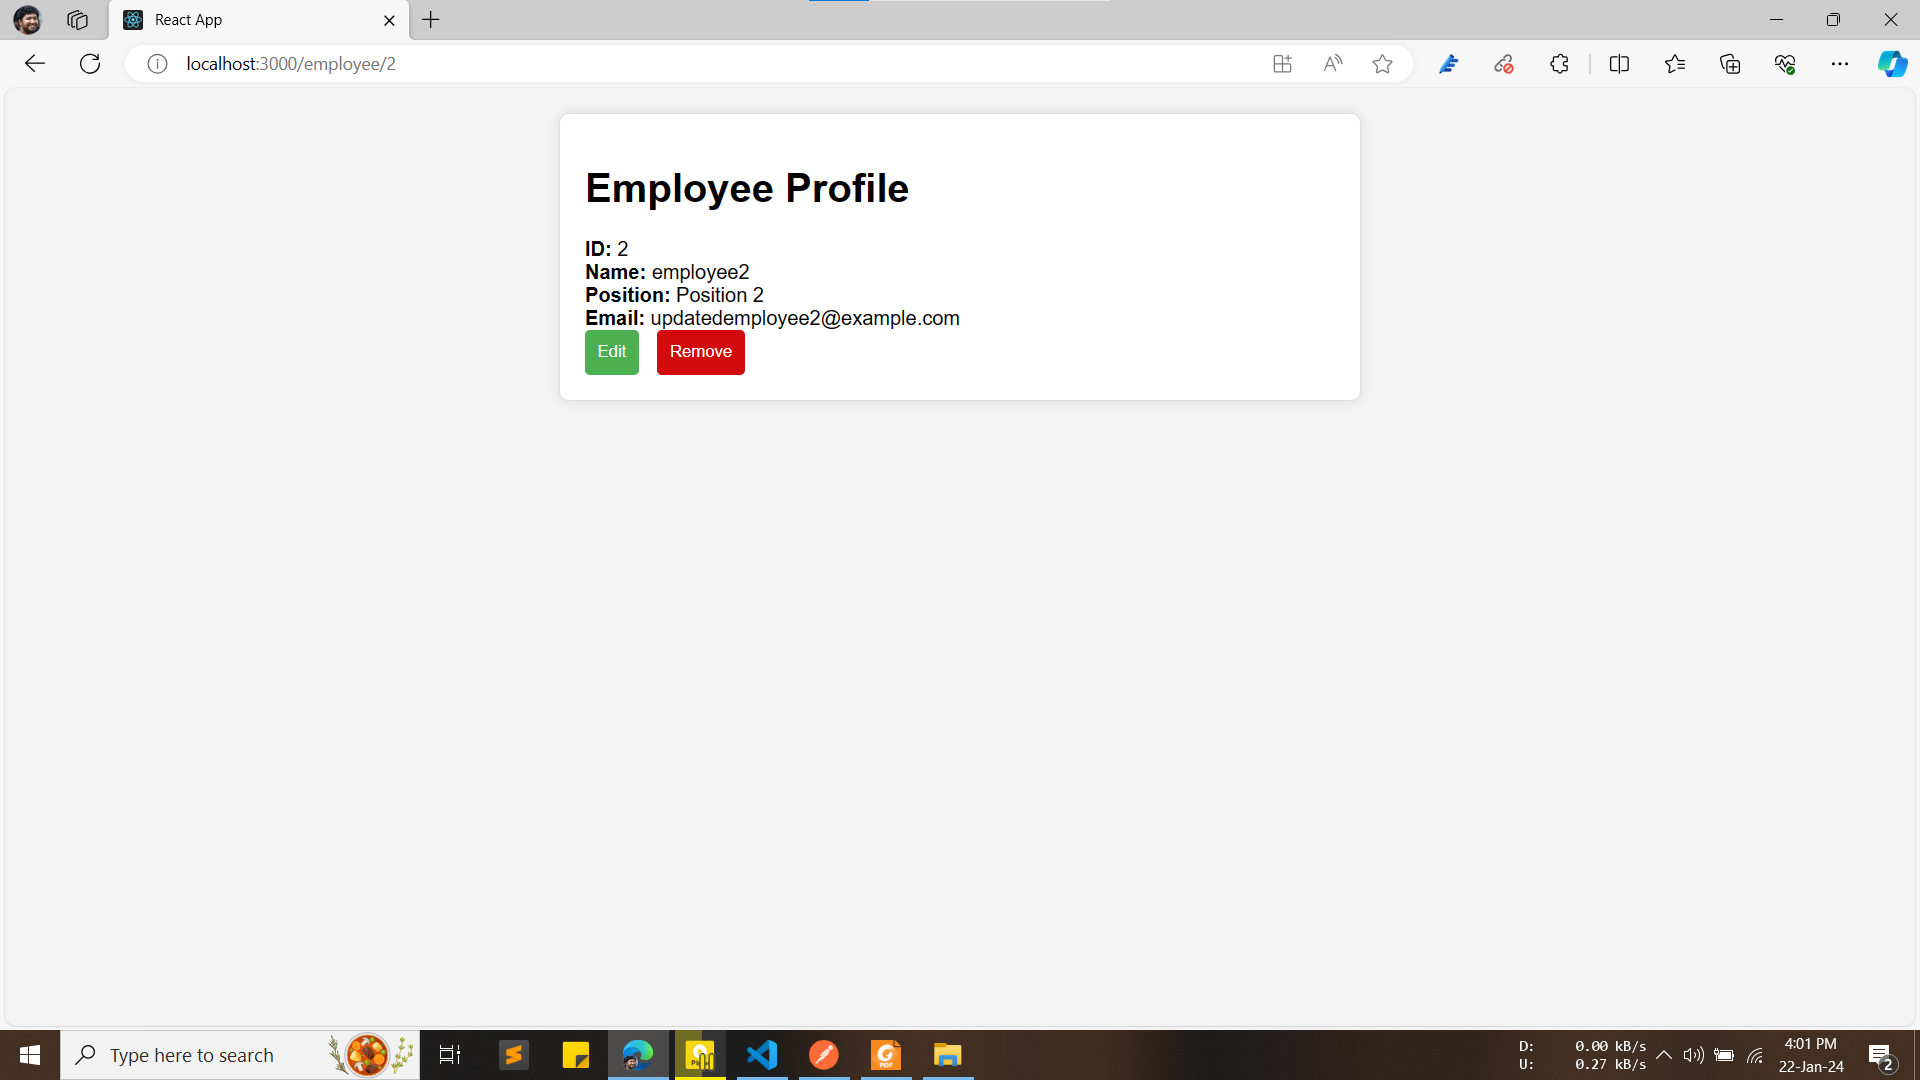 React App
localhost:3000/employee/2
Employee Profile
ID: 2
Name: employee2
Position: Position 2
Email: updatedemployee2@example.com
Edit Remove
Type here to search
D: 0.00 kB/s
U: 0.27 kB/s
4:01 PM
22-Jan-24
2